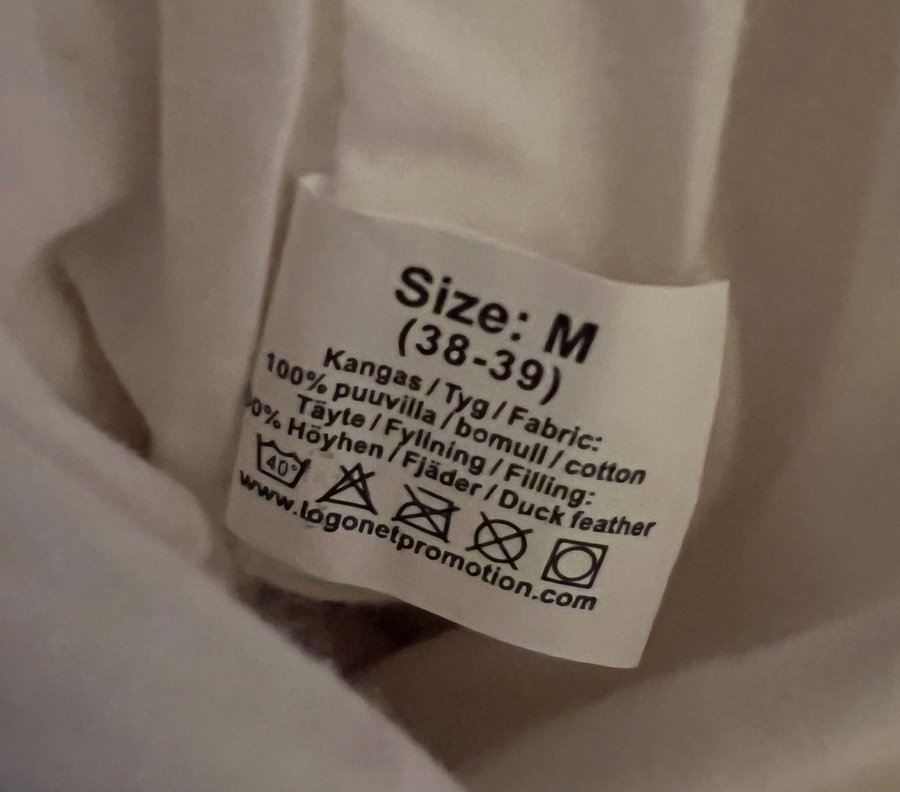 Size: M
(38-39)
Kangas / Tyg / Fabric:
100% puuvilla / bomull / cotton
Täyte / Fyllning / Filling:
0% Höyhen / Fjäder / Duck feather
40°
www.logonetpromotion.com